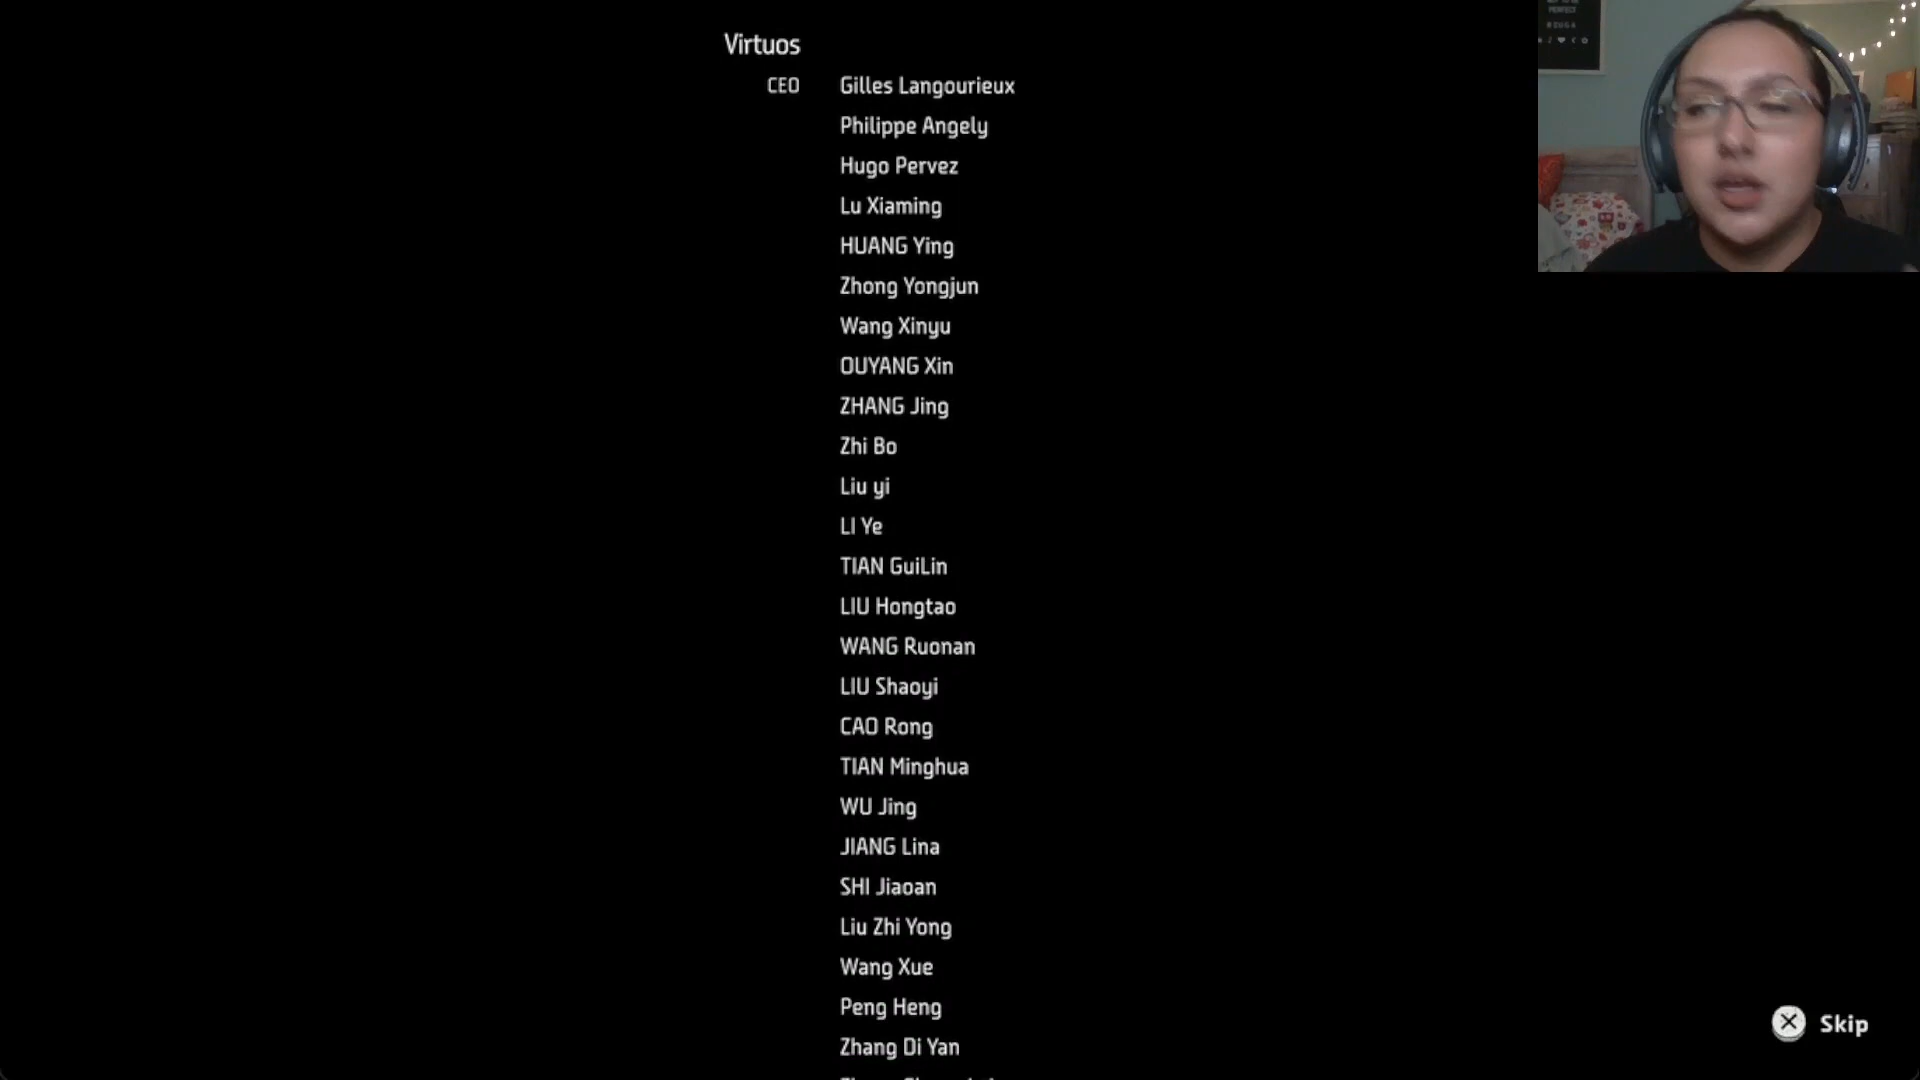 Virtuos
CEO Gilles Langourieux
Philippe Angely
Hugo Pervez
Lu Xiaming
HUANG Ying
Zhong Yongjun
Wang Xinyu
OUYANG Xin
ZHANG Jing
Zhi Bo
Liu yi
LI Ye
TIAN GuiLin
LIU Hongtao
WANG Ruonan
LIU Shaoyi
CAO Rong
TIAN Minghua
WU Jing
JIANG Lina
SHI Jiaoan
Liu Zhi Yong
Wang Xue
Peng Heng
Zhang Di Yan
Skip
PERFECT